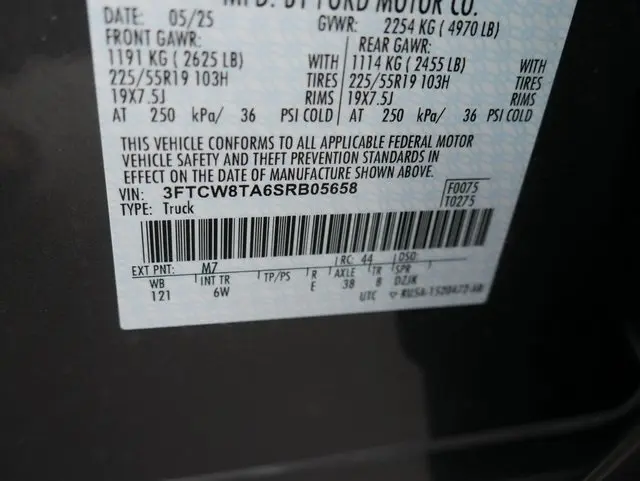 MFD. BY FORD MOTOR CO.
DATE: 05/25 GVWR: 2254 KG ( 4970 LB)
FRONT GAWR: REAR GAWR:
1191 KG ( 2625 LB) WITH 1114 KG ( 2455 LB) WITH
225/55R19 103H TIRES 225/55R19 103H TIRES
19X7.5J RIMS 19X7.5J RIMS
AT 250 kPa/ 36 PSI COLD AT 250 kPa/ 36 PSI COLD
THIS VEHICLE CONFORMS TO ALL APPLICABLE FEDERAL MOTOR
VEHICLE SAFETY AND THEFT PREVENTION STANDARDS IN
EFFECT ON THE DATE OF MANUFACTURE SHOWN ABOVE.
VIN: 3FTCW8TA6SRB05658 F0075
TYPE: Truck T0275
EXT PNT: M7 RC: 44 DSO:
WB INT TR TP/PS R AXLE TR SPR
121 6W E 38 8 DZJK
UTC